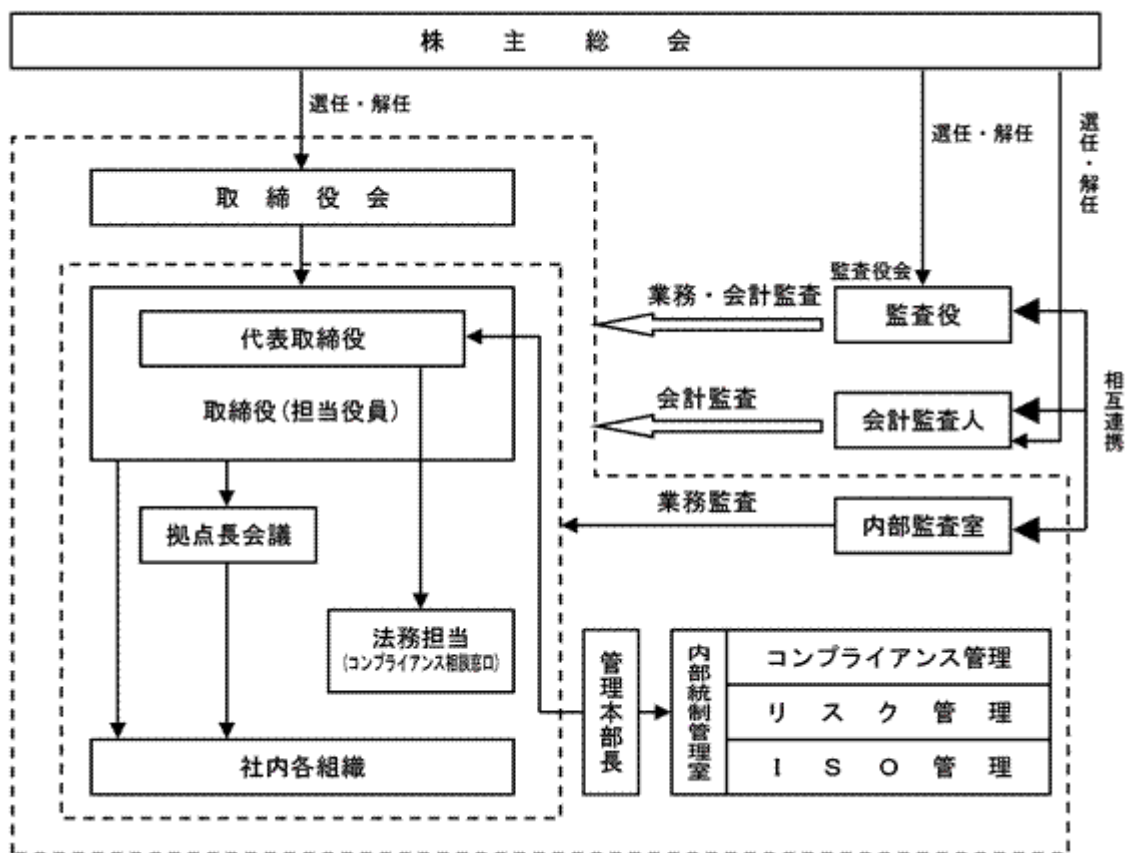 株主総会
選任・解任
選任・解任
選任・解任
取締役会
監査役会
業務・会計監査
監査役
代表取締役
取締役(担当役員)
会計監査
会計監査人
相互連携
業務監査
内部監査室
拠点長会議
法務担当
(コンプライアンス相談窓口)
管理本部長
内部統制管理室
コンプライアンス管理
リスク管理
ISO管理
社内各組織